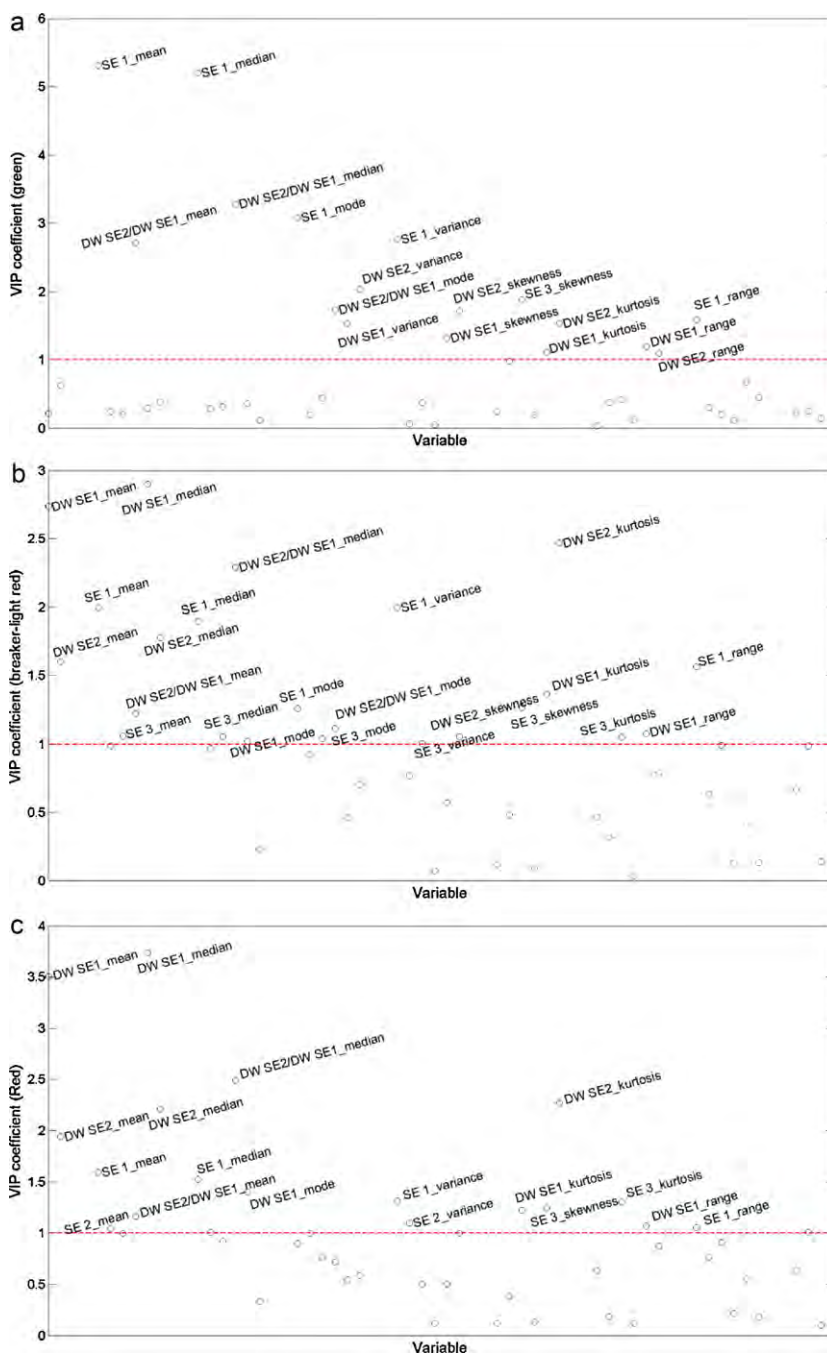 a
VIP coefficient (green)
6
5
4
3
2
1
0
SE 1_mean
SE 1_median
DW SE2/DW SE1_mean
DW SE2/DW SE1_median
SE 1_mode
SE 1_variance
DW SE2_variance
DW SE2/DW SE1_mode
DW SE1_variance
DW SE2_skewness
SE 3_skewness
DW SE1_skewness
DW SE2_kurtosis
DW SE1_kurtosis
SE 1_range
DW SE1_range
DW SE2_range
Variable
b
VIP coefficient (breaker-light red)
3
2.5
2
1.5
1
0.5
0
DW SE1_mean
DW SE1_median
DW SE2/DW SE1_median
DW SE2_kurtosis
SE 1_mean
SE 1_median
SE 1_variance
DW SE2_mean
DW SE2_median
DW SE2/DW SE1_mean
SE 1_mode
DW SE2/DW SE1_mode
DW SE1_kurtosis
SE 1_range
SE 3_mean
SE 3_median
DW SE1_mode
SE 3_mode
DW SE2_skewness
SE 3_variance
SE 3_skewness
SE 3_kurtosis
DW SE1_range
Variable
c
VIP coefficient (Red)
4
3.5
3
2.5
2
1.5
1
0.5
0
DW SE1_mean
DW SE1_median
DW SE2/DW SE1_median
DW SE2_kurtosis
DW SE2_mean
DW SE2_median
SE 1_mean
SE 1_median
SE 2_mean
DW SE2/DW SE1_mean
DW SE1_mode
SE 1_variance
SE 2_variance
DW SE1_kurtosis
SE 3_skewness
SE 3_kurtosis
DW SE1_range
SE 1_range
Variable